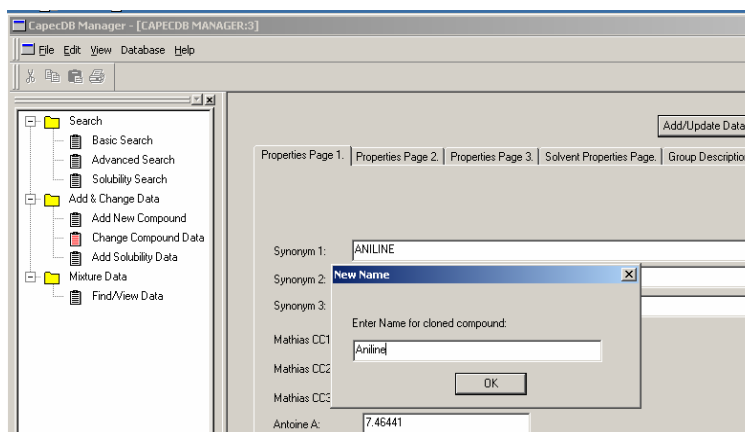 CapecDB Manager - [CAPECDB MANAGER:3]
File Edit View Database Help
Search
Basic Search
Advanced Search
Solubility Search
Add & Change Data
Add New Compound
Change Compound Data
Add Solubility Data
Mixture Data
Find/View Data
Add/Update Data
Properties Page 1. Properties Page 2. Properties Page 3. Solvent Properties Page. Group Description
Synonym 1: ANILINE
Synonym 2:
Synonym 3:
Mathias CC1
Mathias CC2
Mathias CC3
Antoine A: 7.46441
New Name
Enter Name for cloned compound:
Aniline
OK